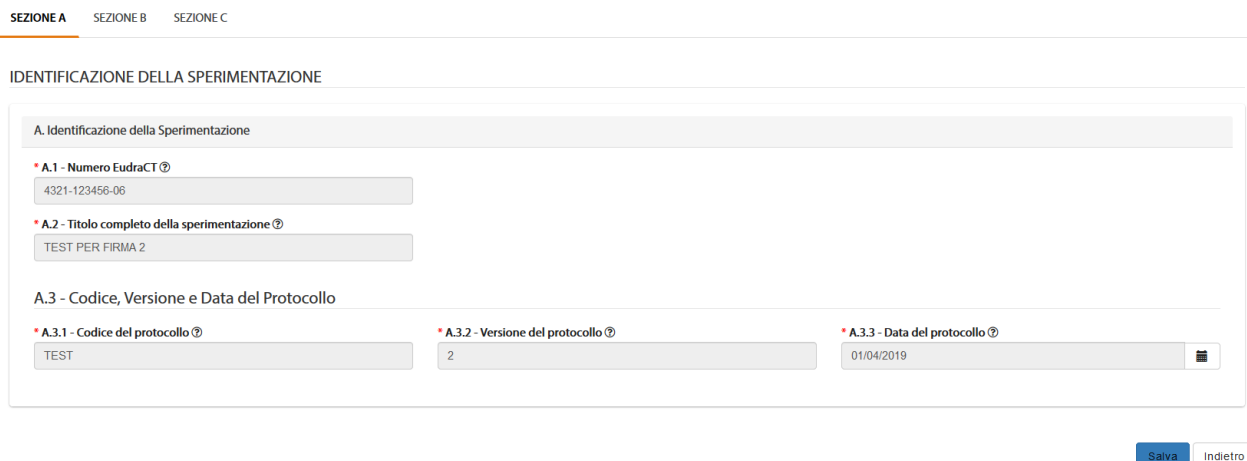 SEZIONE A SEZIONE B SEZIONE C
IDENTIFICAZIONE DELLA SPERIMENTAZIONE
A. Identificazione della Sperimentazione
* A.1 - Numero EudraCT ?
4321-123456-06
* A.2 - Titolo completo della sperimentazione ?
TEST PER FIRMA 2
A.3 - Codice, Versione e Data del Protocollo
* A.3.1 - Codice del protocollo ? * A.3.2 - Versione del protocollo ? * A.3.3 - Data del protocollo ?
TEST 2 01/04/2019
Salva Indietro